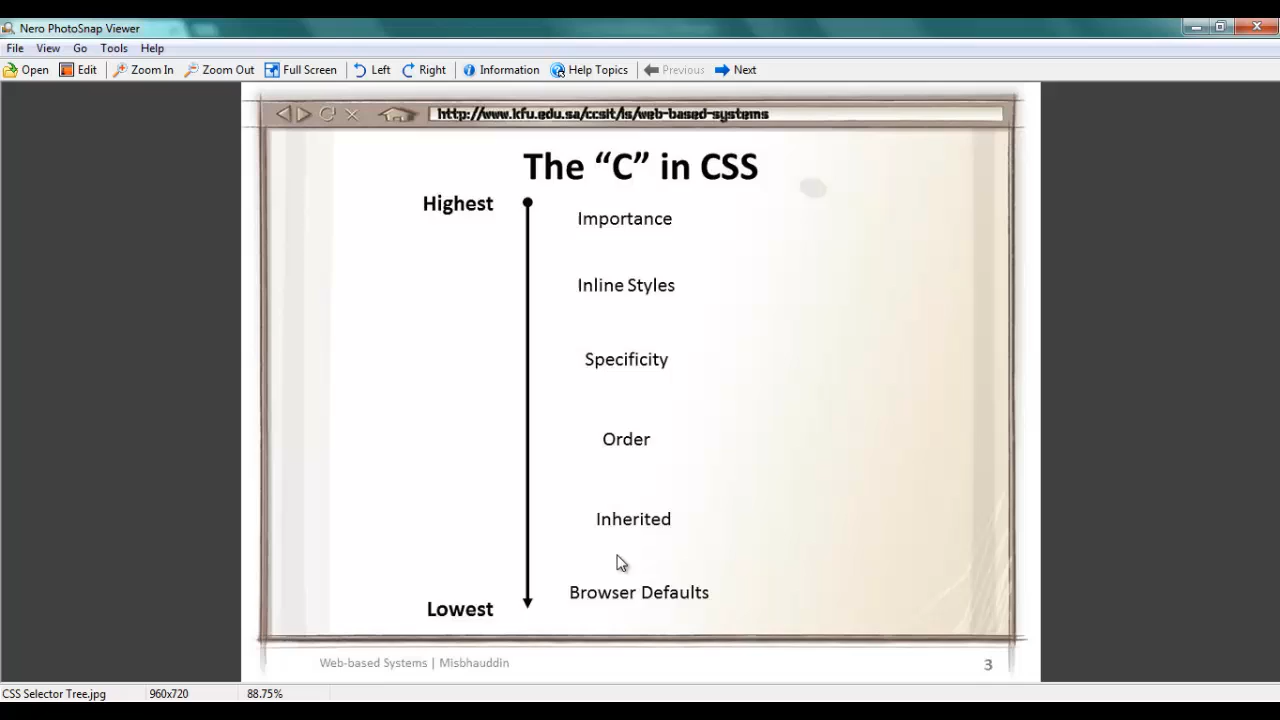 Nero PhotoSnap Viewer
File View Go Tools Help
Open Edit Zoom In Zoom Out Full Screen Left Right Information Help Topics Previous Next
http://www.kfu.edu.sa/ccsit/is/web-based-systems
The “C” in CSS
Highest
Importance
Inline Styles
Specificity
Order
Inherited
Browser Defaults
Lowest
Web-based Systems | Misbhauddin
3
CSS Selector Tree.jpg 960x720 88.75%